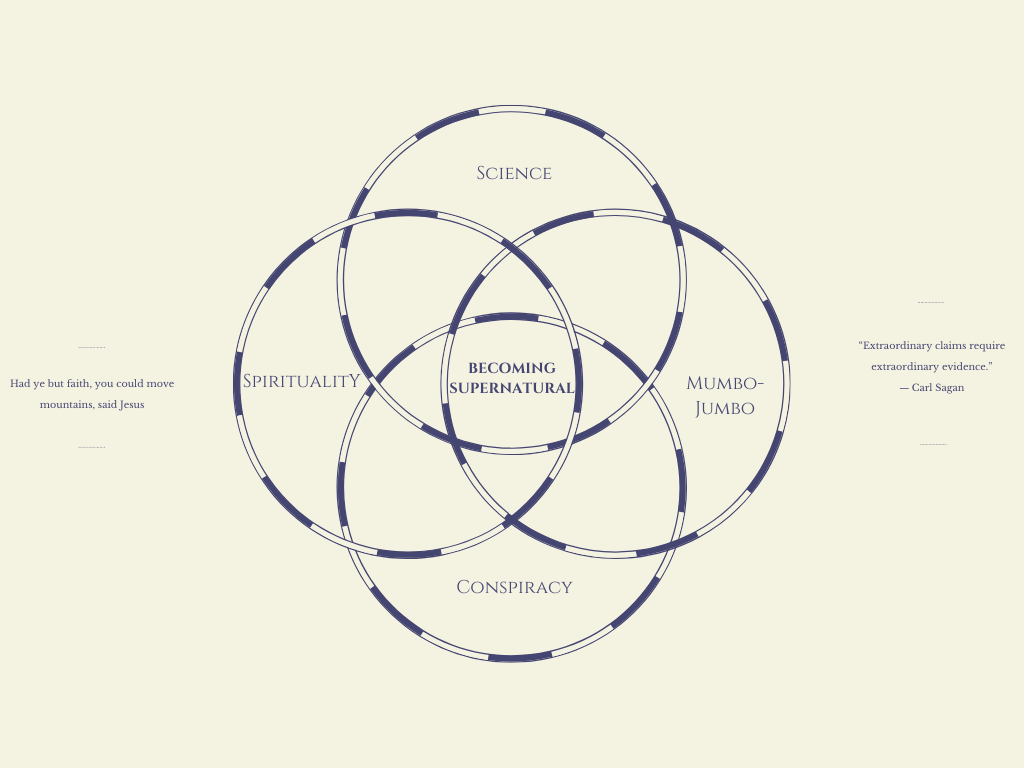 Science
Spirituality
Becoming
Supernatural
Mumbo-
Jumbo
Conspiracy
Had ye but faith, you could move
mountains, said Jesus
“Extraordinary claims require
extraordinary evidence.”
— Carl Sagan